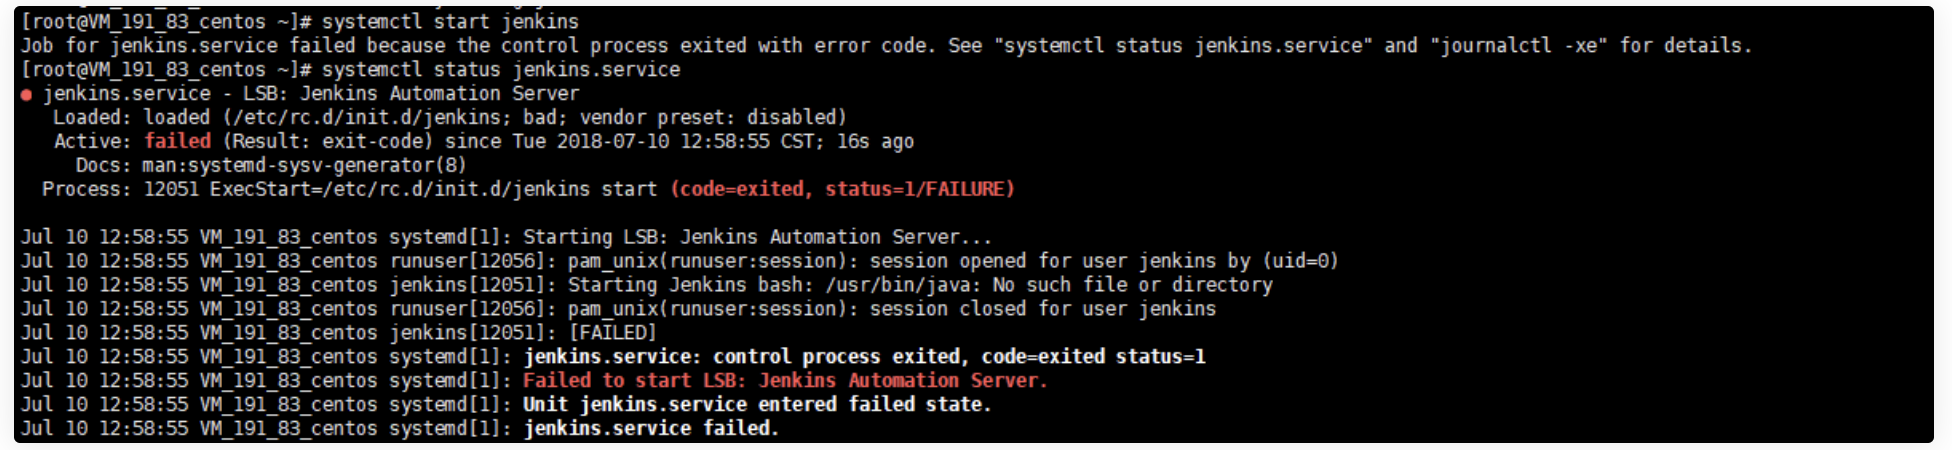 [root@VM_191_83_centos ~]# systemctl start jenkins
Job for jenkins.service failed because the control process exited with error code. See "systemctl status jenkins.service" and "journalctl -xe" for details.
[root@VM_191_83_centos ~]# systemctl status jenkins.service
● jenkins.service - LSB: Jenkins Automation Server
   Loaded: loaded (/etc/rc.d/init.d/jenkins; bad; vendor preset: disabled)
   Active: failed (Result: exit-code) since Tue 2018-07-10 12:58:55 CST; 16s ago
     Docs: man:systemd-sysv-generator(8)
  Process: 12051 ExecStart=/etc/rc.d/init.d/jenkins start (code=exited, status=1/FAILURE)

Jul 10 12:58:55 VM_191_83_centos systemd[1]: Starting LSB: Jenkins Automation Server...
Jul 10 12:58:55 VM_191_83_centos runuser[12056]: pam_unix(runuser:session): session opened for user jenkins by (uid=0)
Jul 10 12:58:55 VM_191_83_centos jenkins[12051]: Starting Jenkins bash: /usr/bin/java: No such file or directory
Jul 10 12:58:55 VM_191_83_centos runuser[12056]: pam_unix(runuser:session): session closed for user jenkins
Jul 10 12:58:55 VM_191_83_centos jenkins[12051]: [FAILED]
Jul 10 12:58:55 VM_191_83_centos systemd[1]: jenkins.service: control process exited, code=exited status=1
Jul 10 12:58:55 VM_191_83_centos systemd[1]: Failed to start LSB: Jenkins Automation Server.
Jul 10 12:58:55 VM_191_83_centos systemd[1]: Unit jenkins.service entered failed state.
Jul 10 12:58:55 VM_191_83_centos systemd[1]: jenkins.service failed.